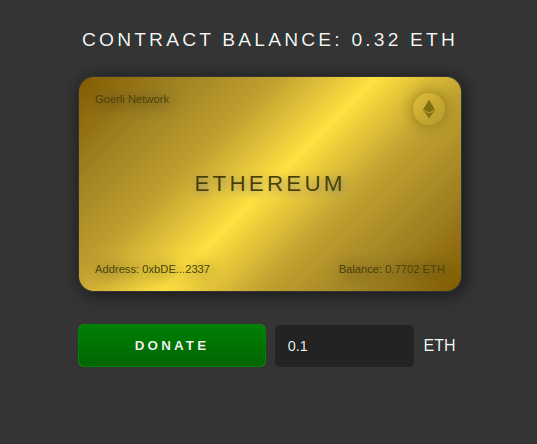 CONTRACT BALANCE: 0.32 ETH
Goerli Network
ETHEREUM
Address: 0xbDE...2337
Balance: 0.7702 ETH
DONATE
0.1
ETH